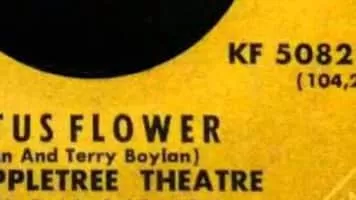 KF 5082
(104,2
TUS FLOWER
n And Terry Boylan)
PPLETREE THEATRE